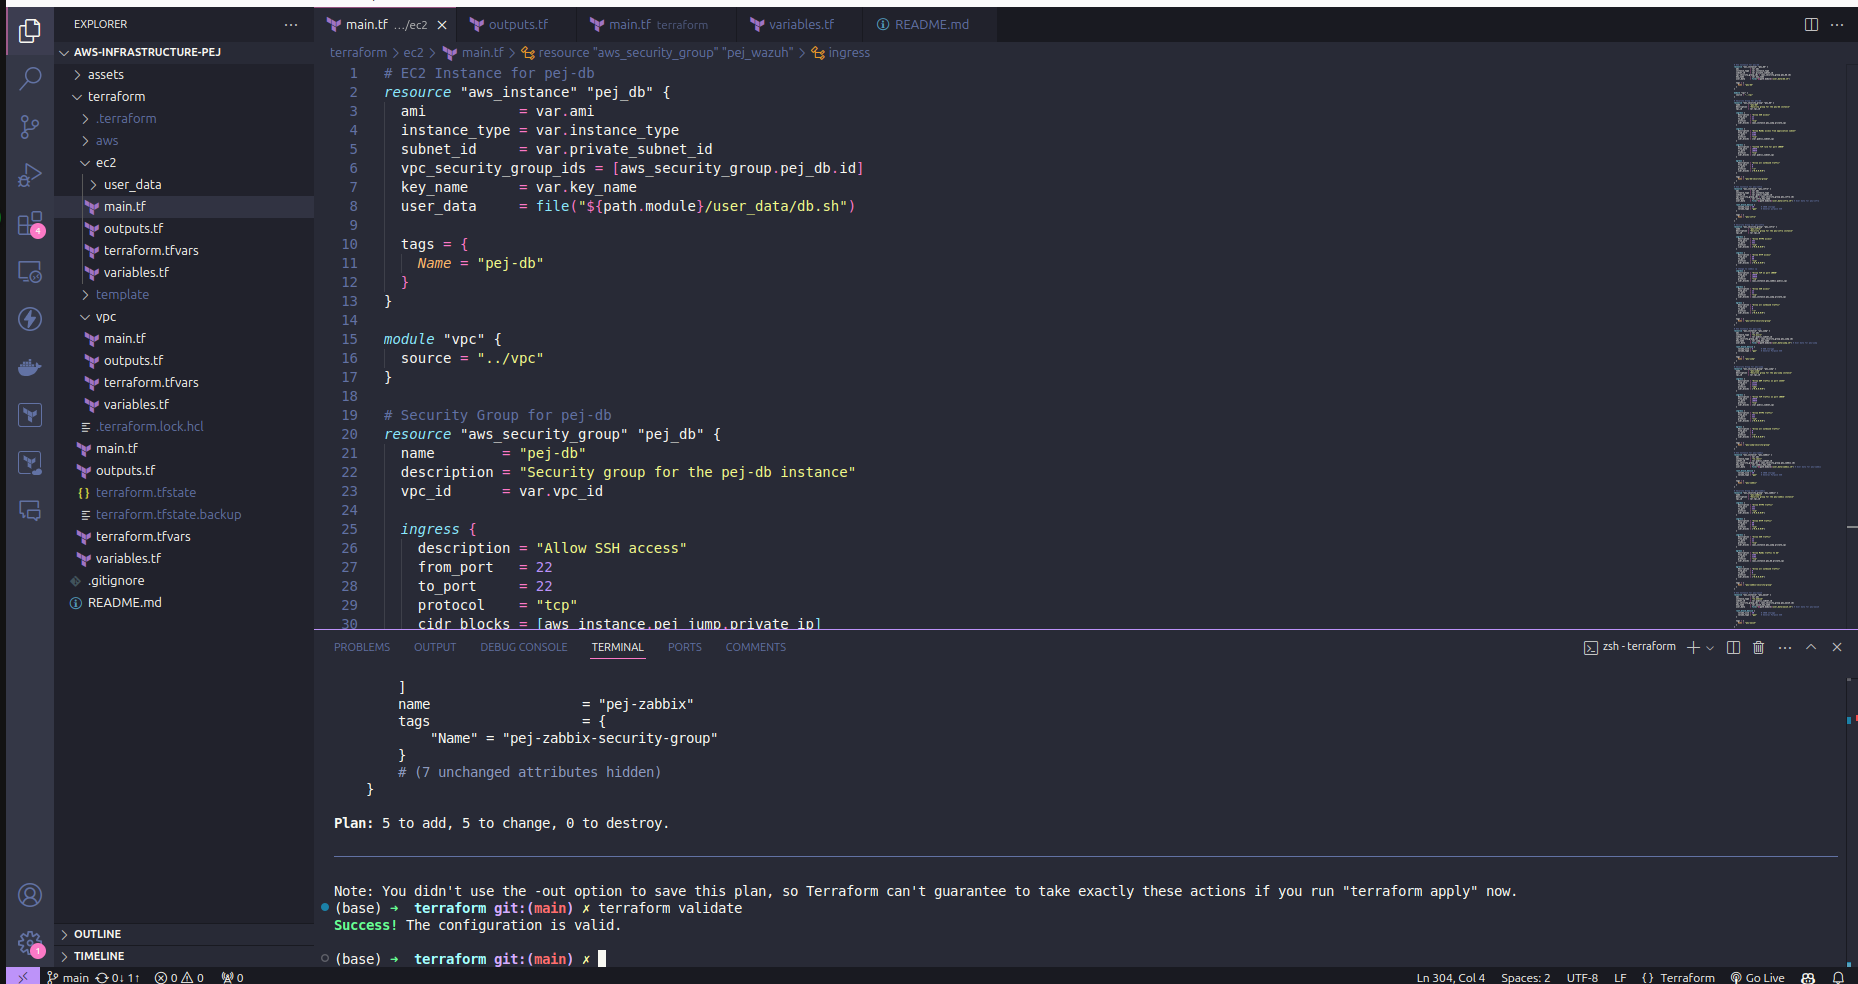 EXPLORER
AWS-INFRASTRUCTURE-PEJ
assets
terraform
.terraform
aws
ec2
user_data
main.tf
outputs.tf
terraform.tfvars
variables.tf
template
vpc
main.tf
outputs.tf
terraform.tfvars
variables.tf
.terraform.lock.hcl
main.tf
outputs.tf
terraform.tfstate
terraform.tfstate.backup
terraform.tfvars
variables.tf
.gitignore
README.md
OUTLINE
TIMELINE
4
1
main.tf .../ec2
outputs.tf
main.tf terraform
variables.tf
README.md
terraform > ec2 > main.tf > resource "aws_security_group" "pej_wazuh" > ingress
1 # EC2 Instance for pej-db
2 resource "aws_instance" "pej_db" {
3 ami = var.ami
4 instance_type = var.instance_type
5 subnet_id = var.private_subnet_id
6 vpc_security_group_ids = [aws_security_group.pej_db.id]
7 key_name = var.key_name
8 user_data = file("${path.module}/user_data/db.sh")
9
10 tags = {
11 Name = "pej-db"
12 }
13 }
14
15 module "vpc" {
16 source = "../vpc"
17 }
18
19 # Security Group for pej-db
20 resource "aws_security_group" "pej_db" {
21 name = "pej-db"
22 description = "Security group for the pej-db instance"
23 vpc_id = var.vpc_id
24
25 ingress {
26 description = "Allow SSH access"
27 from_port = 22
28 to_port = 22
29 protocol = "tcp"
30 cidr_blocks = [aws_instance.pej_jump.private_ip]
PROBLEMS OUTPUT DEBUG CONSOLE TERMINAL PORTS COMMENTS
zsh - terraform
]
name = "pej-zabbix"
tags = {
"Name" = "pej-zabbix-security-group"
}
# (7 unchanged attributes hidden)
}
Plan: 5 to add, 5 to change, 0 to destroy.
Note: You didn't use the -out option to save this plan, so Terraform can't guarantee to take exactly these actions if you run "terraform apply" now.
(base) ➜ terraform git:(main) ✗ terraform validate
Success! The configuration is valid.
(base) ➜ terraform git:(main) ✗
main 0↓ 1↑ 0 0 0
Ln 304, Col 4 Spaces: 2 UTF-8 LF {} Terraform Go Live